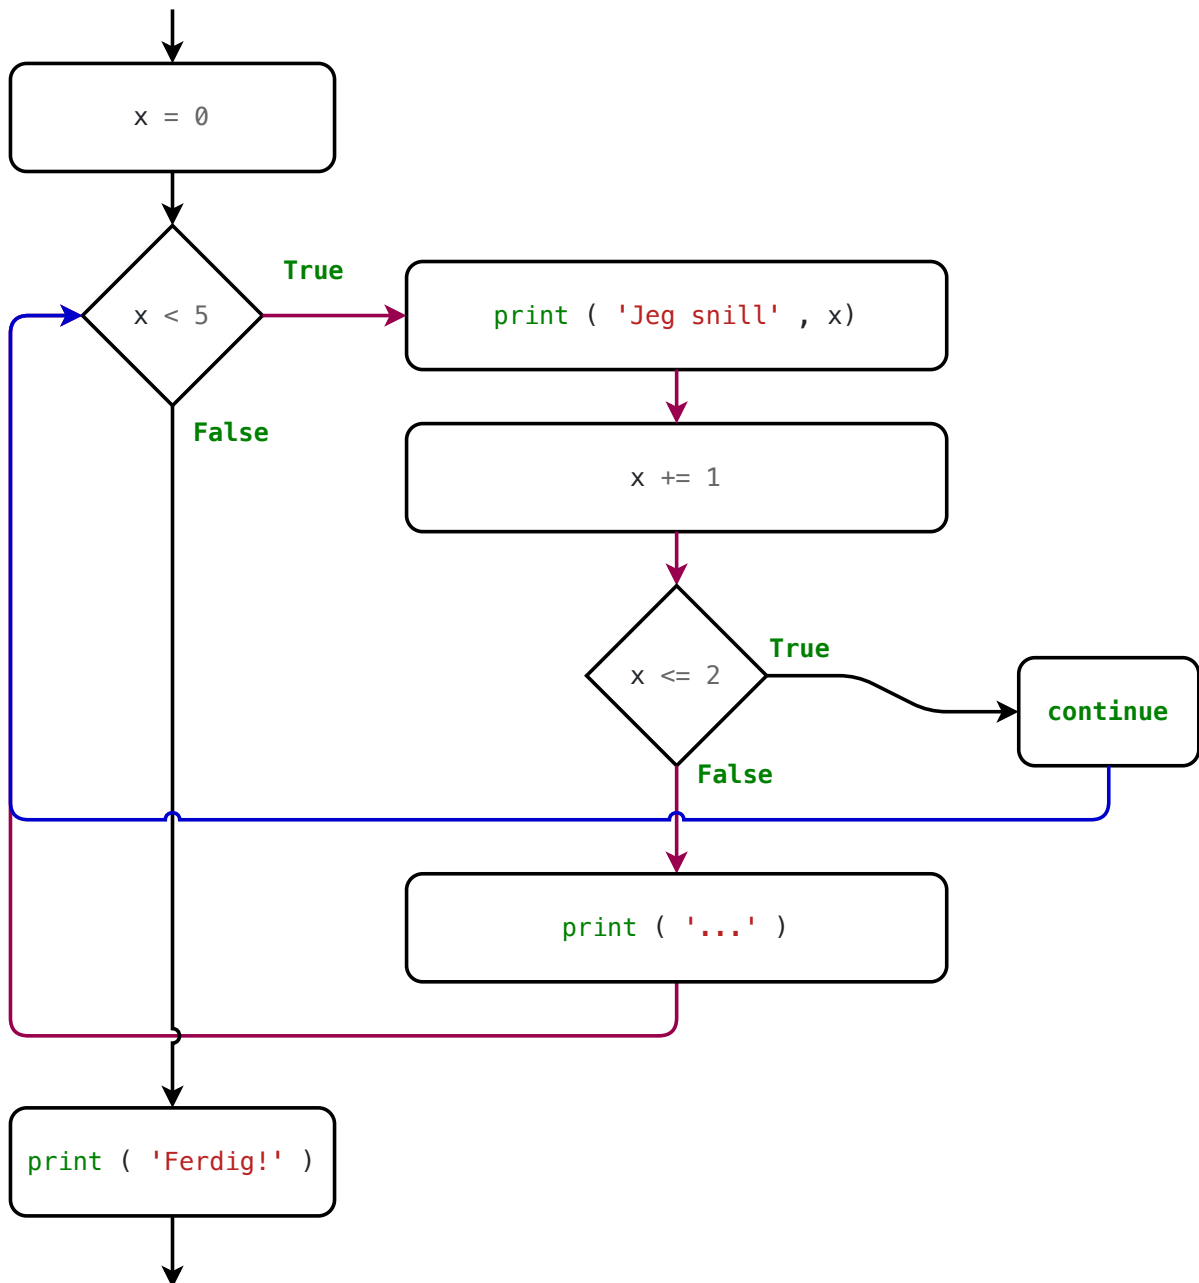 x = 0
x < 5
True
False
print ( 'Jeg snill' , x)
x += 1
x <= 2
True
False
continue
print ( '...' )
print ( 'Ferdig!' )